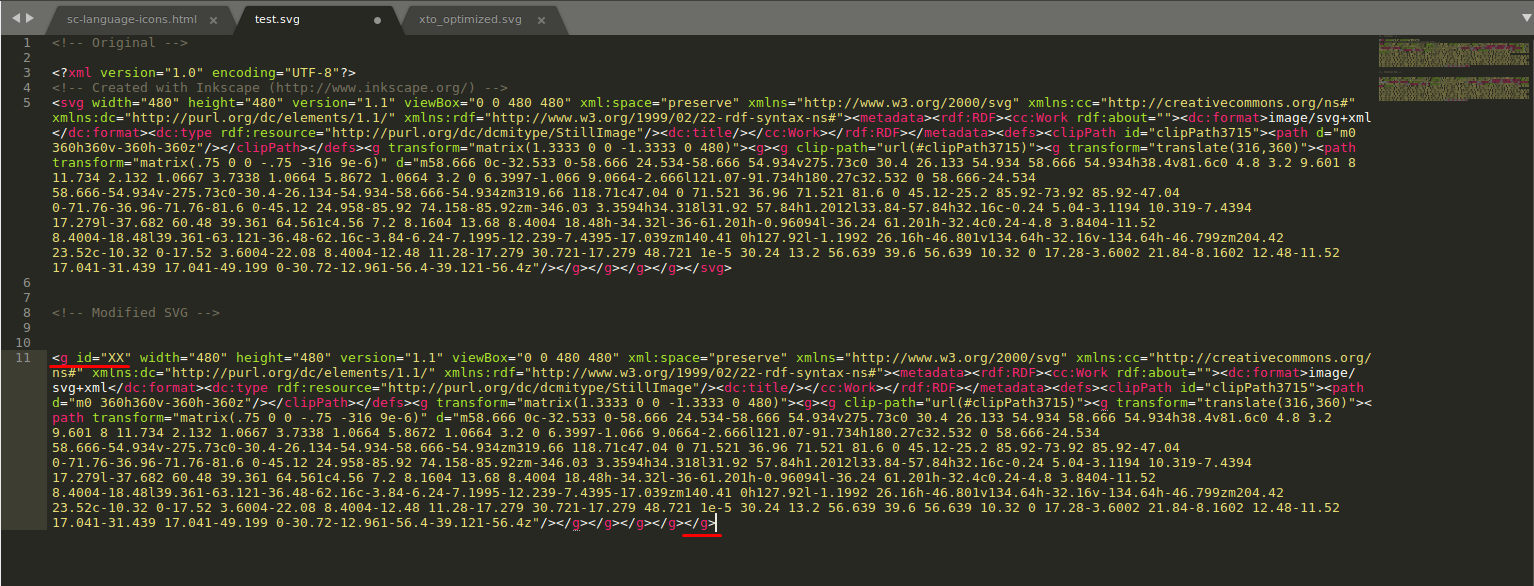 sc-language-icons.html
test.svg
xto_optimized.svg
1 <!-- Original -->
2
3 <?xml version="1.0" encoding="UTF-8"?>
4 <!-- Created with Inkscape (http://www.inkscape.org/) -->
5 <svg width="480" height="480" version="1.1" viewBox="0 0 480 480" xml:space="preserve" xmlns="http://www.w3.org/2000/svg" xmlns:cc="http://creativecommons.org/ns#"
xmlns:dc="http://purl.org/dc/elements/1.1/" xmlns:rdf="http://www.w3.org/1999/02/22-rdf-syntax-ns#"><metadata><rdf:RDF><cc:Work rdf:about=""><dc:format>image/svg+xml
</dc:format><dc:type rdf:resource="http://purl.org/dc/dcmitype/StillImage"/><dc:title/></cc:Work></rdf:RDF></metadata><defs><clipPath id="clipPath3715"><path d="m0
360h360v-360h-360z"/></clipPath></defs><g transform="matrix(1.3333 0 0 -1.3333 0 480)"><g><g clip-path="url(#clipPath3715)"><g transform="translate(316,360)"><path
transform="matrix(.75 0 0 -.75 -316 9e-6)" d="m58.666 0c-32.533 0-58.666 24.534-58.666 54.934v275.73c0 30.4 26.133 54.934 58.666 54.934h38.4v81.6c0 4.8 3.2 9.601 8
11.734 2.132 1.0667 3.7338 1.0664 5.8672 1.0664 3.2 0 6.3997-1.066 9.0664-2.666l121.07-91.734h180.27c32.532 0 58.666-24.534
58.666-54.934v-275.73c0-30.4-26.134-54.934-58.666-54.934zm319.66 118.71c47.04 0 71.521 36.96 71.521 81.6 0 45.12-25.2 85.92-73.92 85.92-47.04
0-71.76-36.96-71.76-81.6 0-45.12 24.958-85.92 74.158-85.92zm-346.03 3.3594h34.318l31.92 57.84h1.2012l33.84-57.84h32.16c-0.24 5.04-3.1194 10.319-7.4394
17.279l-37.682 60.48 39.361 64.561c4.56 7.2 8.1604 13.68 8.4004 18.48h-34.32l-36-61.201h-0.96094l-36.24 61.201h-32.4c0.24-4.8 3.8404-11.52
8.4004-18.48l39.361-63.121-36.48-62.16c-3.84-6.24-7.1995-12.239-7.4395-17.039zm140.41 0h127.92l-1.1992 26.16h-46.801v134.64h-32.16v-134.64h-46.799zm204.42
23.52c-10.32 0-17.52 3.6004-22.08 8.4004-12.48 11.28-17.279 30.721-17.279 48.721 1e-5 30.24 13.2 56.639 39.6 56.639 10.32 0 17.28-3.6002 21.84-8.1602 12.48-11.52
17.041-31.439 17.041-49.199 0-30.72-12.961-56.4-39.121-56.4z"/></g></g></g></g></svg>
6
7
8 <!-- Modified SVG -->
9
10
11 <g id="XX" width="480" height="480" version="1.1" viewBox="0 0 480 480" xml:space="preserve" xmlns="http://www.w3.org/2000/svg" xmlns:cc="http://creativecommons.org/
ns#" xmlns:dc="http://purl.org/dc/elements/1.1/" xmlns:rdf="http://www.w3.org/1999/02/22-rdf-syntax-ns#"><metadata><rdf:RDF><cc:Work rdf:about=""><dc:format>image/
svg+xml</dc:format><dc:type rdf:resource="http://purl.org/dc/dcmitype/StillImage"/><dc:title/></cc:Work></rdf:RDF></metadata><defs><clipPath id="clipPath3715"><path
d="m0 360h360v-360h-360z"/></clipPath></defs><g transform="matrix(1.3333 0 0 -1.3333 0 480)"><g><g clip-path="url(#clipPath3715)"><g transform="translate(316,360)"><
path transform="matrix(.75 0 0 -.75 -316 9e-6)" d="m58.666 0c-32.533 0-58.666 24.534-58.666 54.934v275.73c0 30.4 26.133 54.934 58.666 54.934h38.4v81.6c0 4.8 3.2
9.601 8 11.734 2.132 1.0667 3.7338 1.0664 5.8672 1.0664 3.2 0 6.3997-1.066 9.0664-2.666l121.07-91.734h180.27c32.532 0 58.666-24.534
58.666-54.934v-275.73c0-30.4-26.134-54.934-58.666-54.934zm319.66 118.71c47.04 0 71.521 36.96 71.521 81.6 0 45.12-25.2 85.92-73.92 85.92-47.04
0-71.76-36.96-71.76-81.6 0-45.12 24.958-85.92 74.158-85.92zm-346.03 3.3594h34.318l31.92 57.84h1.2012l33.84-57.84h32.16c-0.24 5.04-3.1194 10.319-7.4394
17.279l-37.682 60.48 39.361 64.561c4.56 7.2 8.1604 13.68 8.4004 18.48h-34.32l-36-61.201h-0.96094l-36.24 61.201h-32.4c0.24-4.8 3.8404-11.52
8.4004-18.48l39.361-63.121-36.48-62.16c-3.84-6.24-7.1995-12.239-7.4395-17.039zm140.41 0h127.92l-1.1992 26.16h-46.801v134.64h-32.16v-134.64h-46.799zm204.42
23.52c-10.32 0-17.52 3.6004-22.08 8.4004-12.48 11.28-17.279 30.721-17.279 48.721 1e-5 30.24 13.2 56.639 39.6 56.639 10.32 0 17.28-3.6002 21.84-8.1602 12.48-11.52
17.041-31.439 17.041-49.199 0-30.72-12.961-56.4-39.121-56.4z"/></g></g></g></g></g>